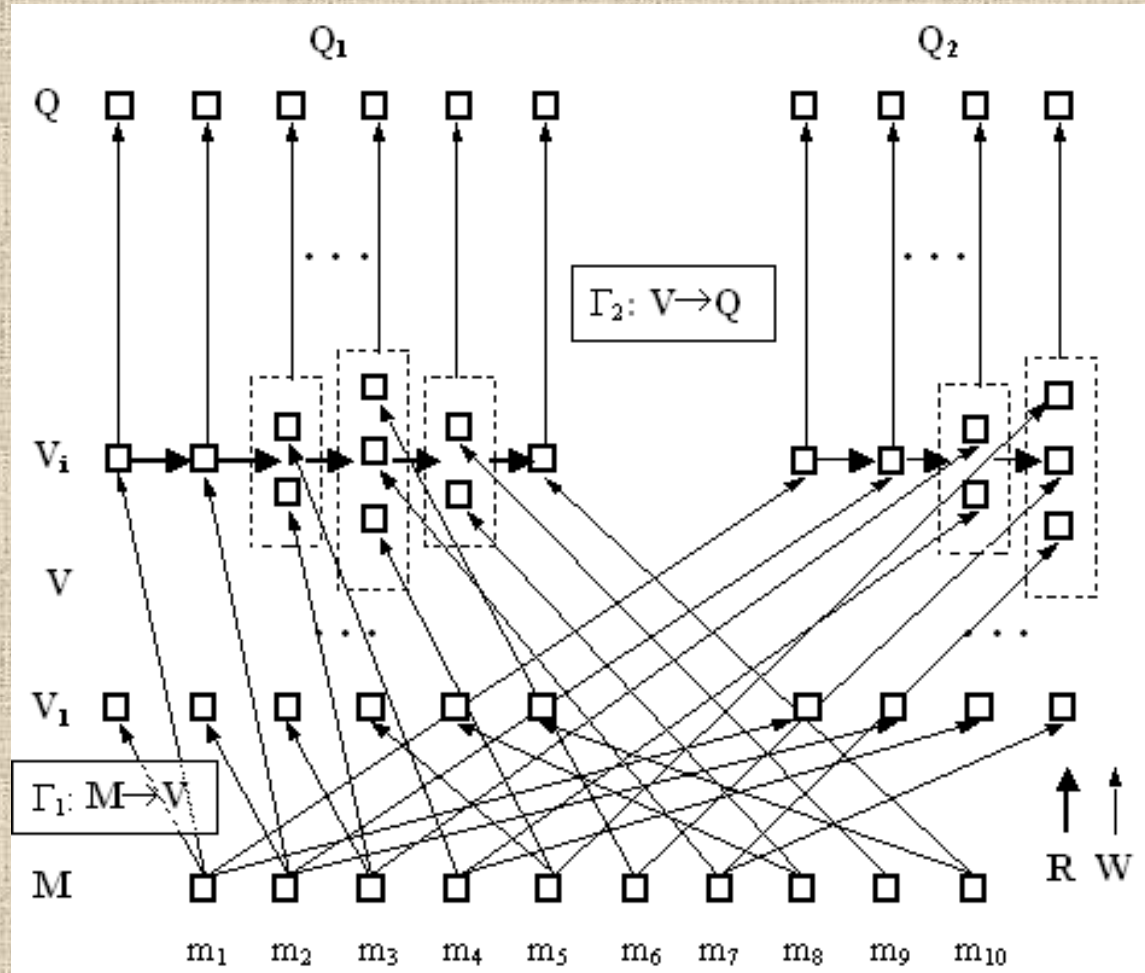 Q₁ Q₂
Q
. . . . . .
Γ₂: V→Q
Vᵢ
V
. . . . . .
V₁
Γ₁: M→V
M R W
m₁ m₂ m₃ m₄ m₅ m₆ m₇ m₈ m₉ m₁₀